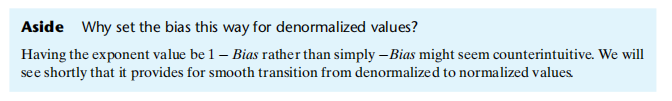 Aside Why set the bias this way for denormalized values?
Having the exponent value be 1 − Bias rather than simply −Bias might seem counterintuitive. We will
see shortly that it provides for smooth transition from denormalized to normalized values.